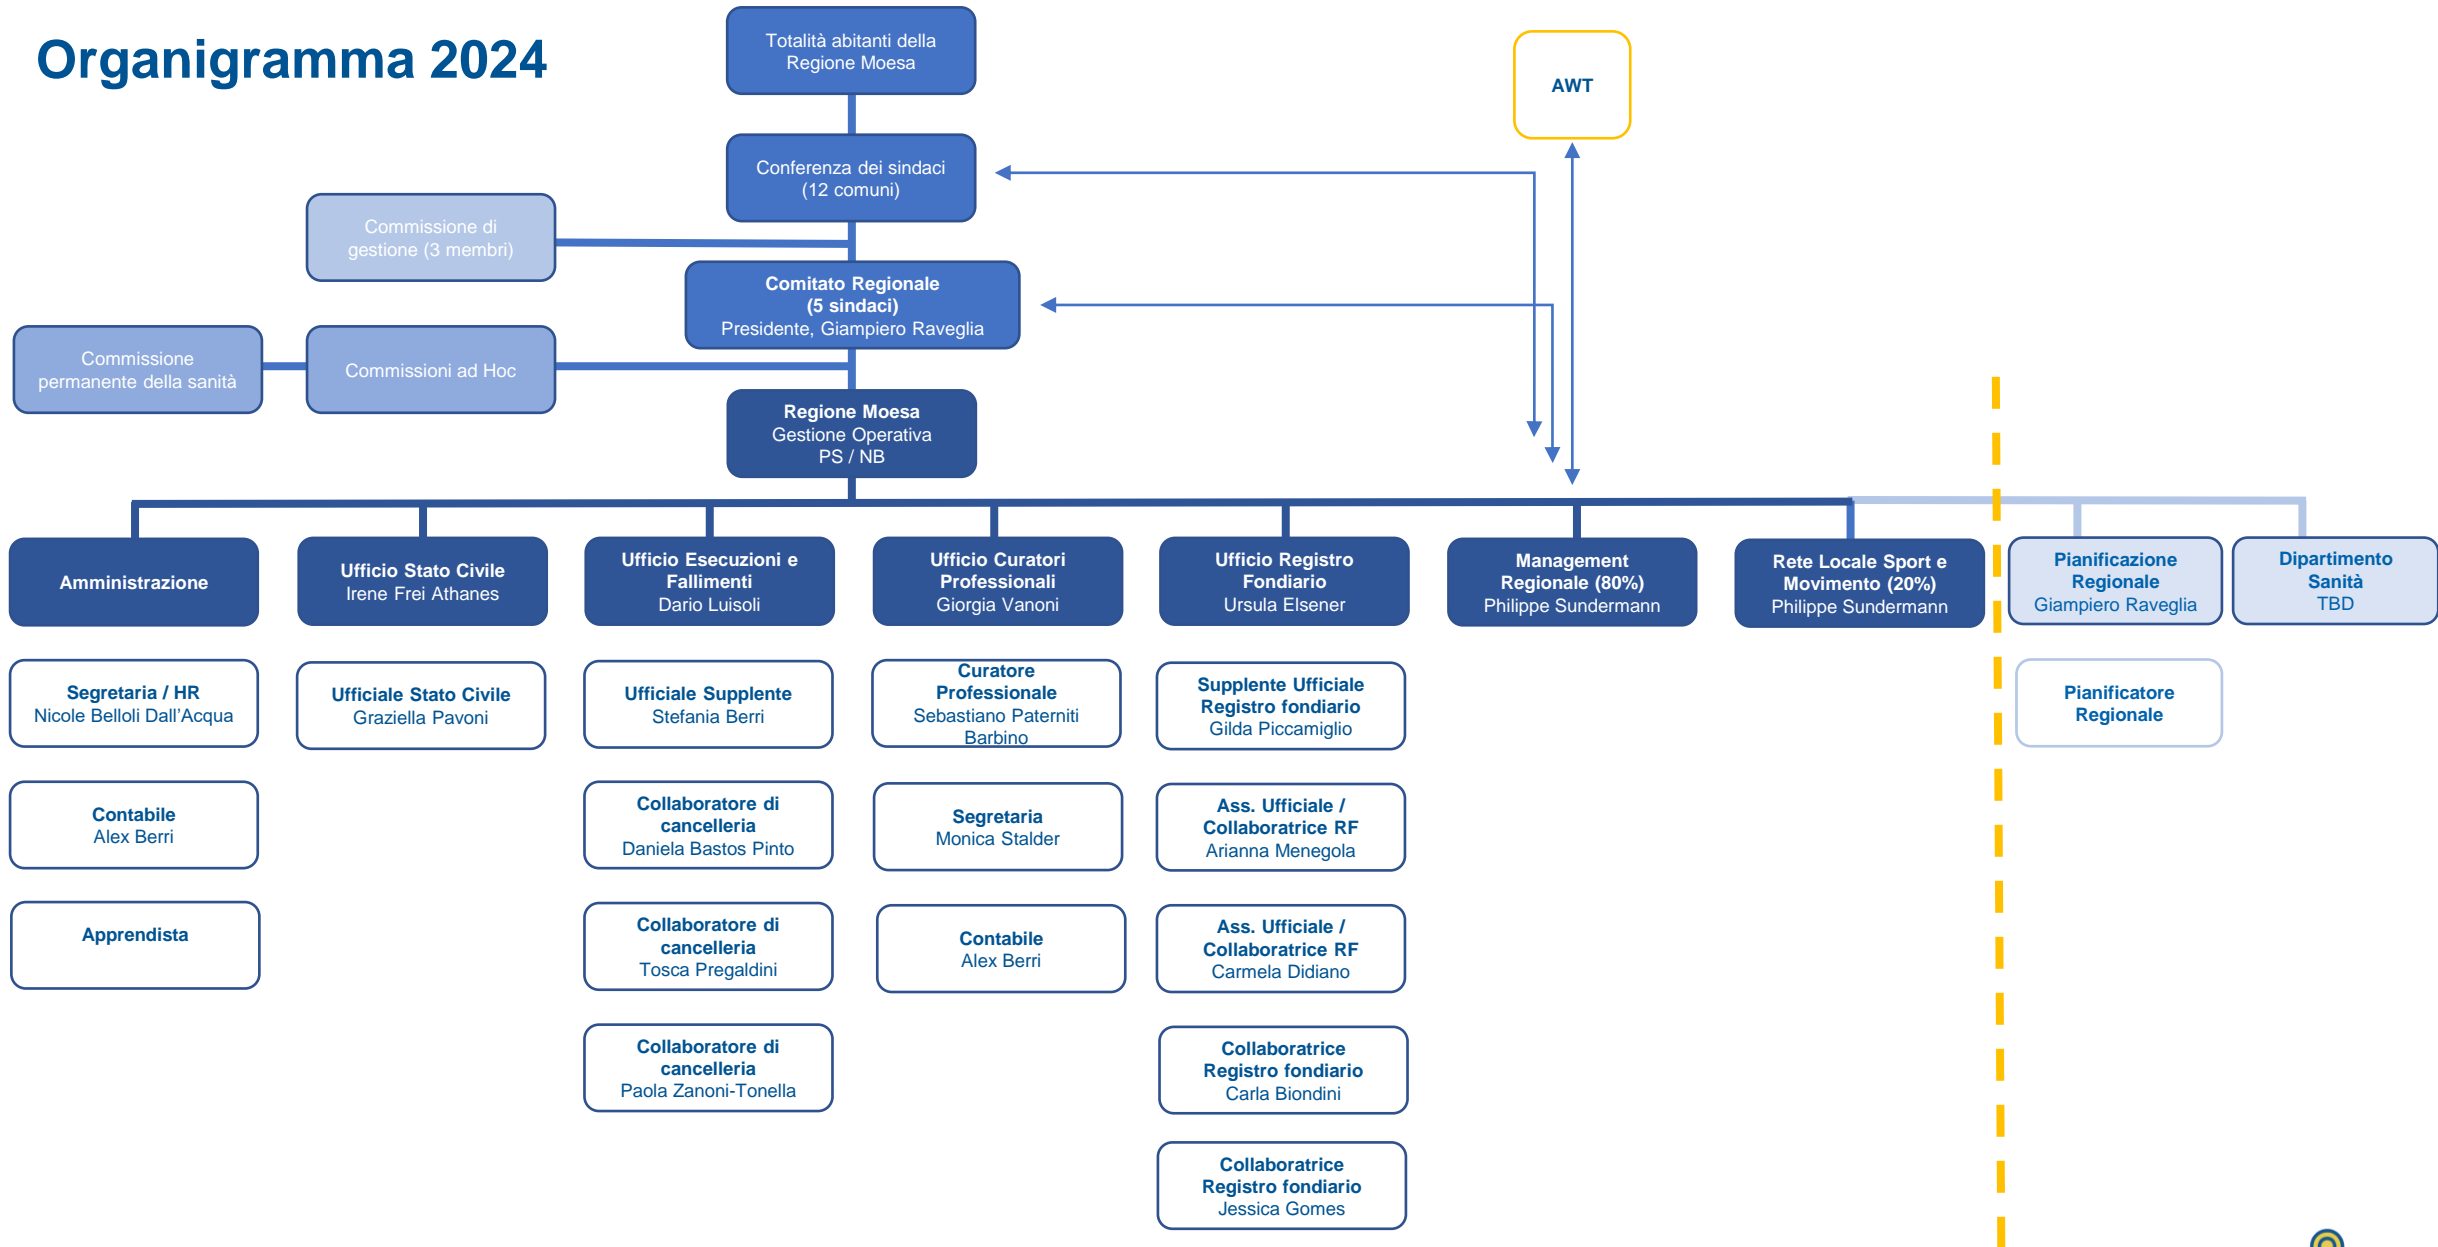 Organigramma 2024
Totalità abitanti della
Regione Moesa
AWT
Conferenza dei sindaci
(12 comuni)
Commissione di
gestione (3 membri)
Comitato Regionale
(5 sindaci)
Presidente, Giampiero Raveglia
Commissione
permanente della sanità
Commissioni ad Hoc
Regione Moesa
Gestione Operativa
PS / NB
Amministrazione
Ufficio Stato Civile
Irene Frei Athanes
Ufficio Esecuzioni e
Fallimenti
Dario Luisoli
Ufficio Curatori
Professionali
Giorgia Vanoni
Ufficio Registro
Fondiario
Ursula Elsener
Management
Regionale (80%)
Philippe Sundermann
Rete Locale Sport e
Movimento (20%)
Philippe Sundermann
Pianificazione
Regionale
Giampiero Raveglia
Dipartimento
Sanità
TBD
Segretaria / HR
Nicole Belloli Dall'Acqua
Ufficiale Stato Civile
Graziella Pavoni
Ufficiale Supplente
Stefania Berri
Curatore
Professionale
Sebastiano Paterniti
Barbino
Supplente Ufficiale
Registro fondiario
Gilda Piccamiglio
Pianificatore
Regionale
Contabile
Alex Berri
Collaboratore di
cancelleria
Daniela Bastos Pinto
Segretaria
Monica Stalder
Ass. Ufficiale /
Collaboratrice RF
Arianna Menegola
Apprendista
Collaboratore di
cancelleria
Tosca Pregaldini
Contabile
Alex Berri
Ass. Ufficiale /
Collaboratrice RF
Carmela Didiano
Collaboratore di
cancelleria
Paola Zanoni-Tonella
Collaboratrice
Registro fondiario
Carla Biondini
Collaboratrice
Registro fondiario
Jessica Gomes